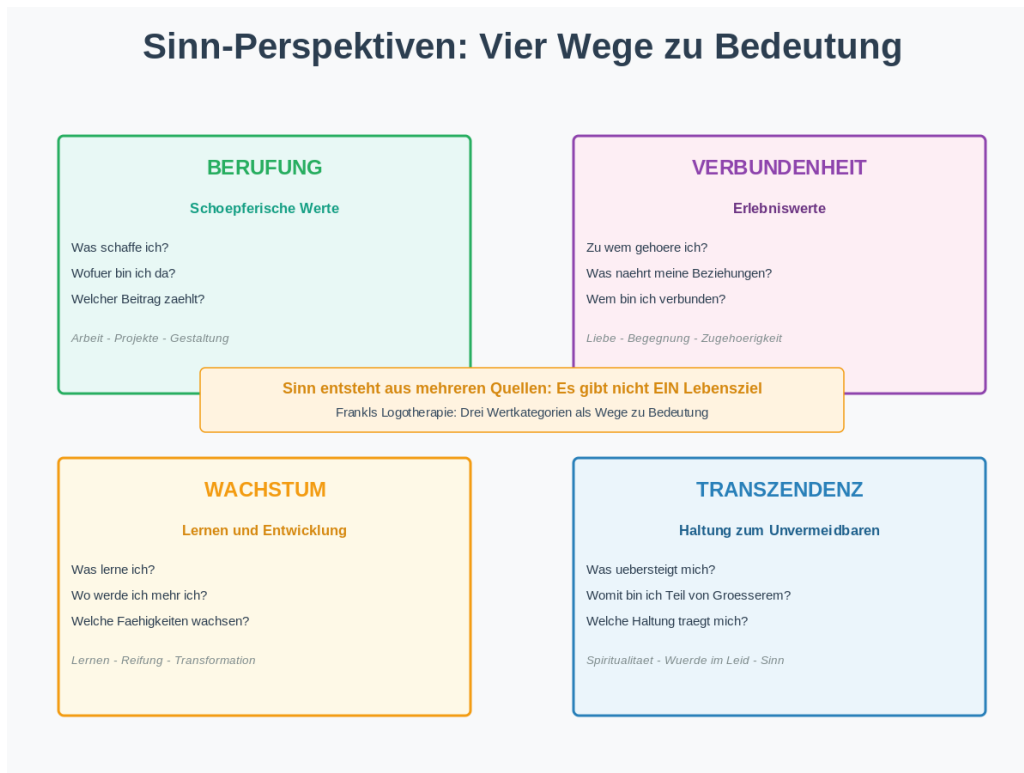 Sinn-Perspektiven: Vier Wege zu Bedeutung
BERUFUNG
Schoepferische Werte
Was schaffe ich?
Wofuer bin ich da?
Welcher Beitrag zaehlt?
Arbeit - Projekte - Gestaltung
VERBUNDENHEIT
Erlebniswerte
Zu wem gehoere ich?
Was naehrt meine Beziehungen?
Wem bin ich verbunden?
Liebe - Begegnung - Zugehoerigkeit
Sinn entsteht aus mehreren Quellen: Es gibt nicht EIN Lebensziel
Frankls Logotherapie: Drei Wertkategorien als Wege zu Bedeutung
WACHSTUM
Lernen und Entwicklung
Was lerne ich?
Wo werde ich mehr ich?
Welche Faehigkeiten wachsen?
Lernen - Reifung - Transformation
TRANSZENDENZ
Haltung zum Unvermeidbaren
Was uebersteigt mich?
Womit bin ich Teil von Groesserem?
Welche Haltung traegt mich?
Spiritualitaet - Wuerde im Leid - Sinn